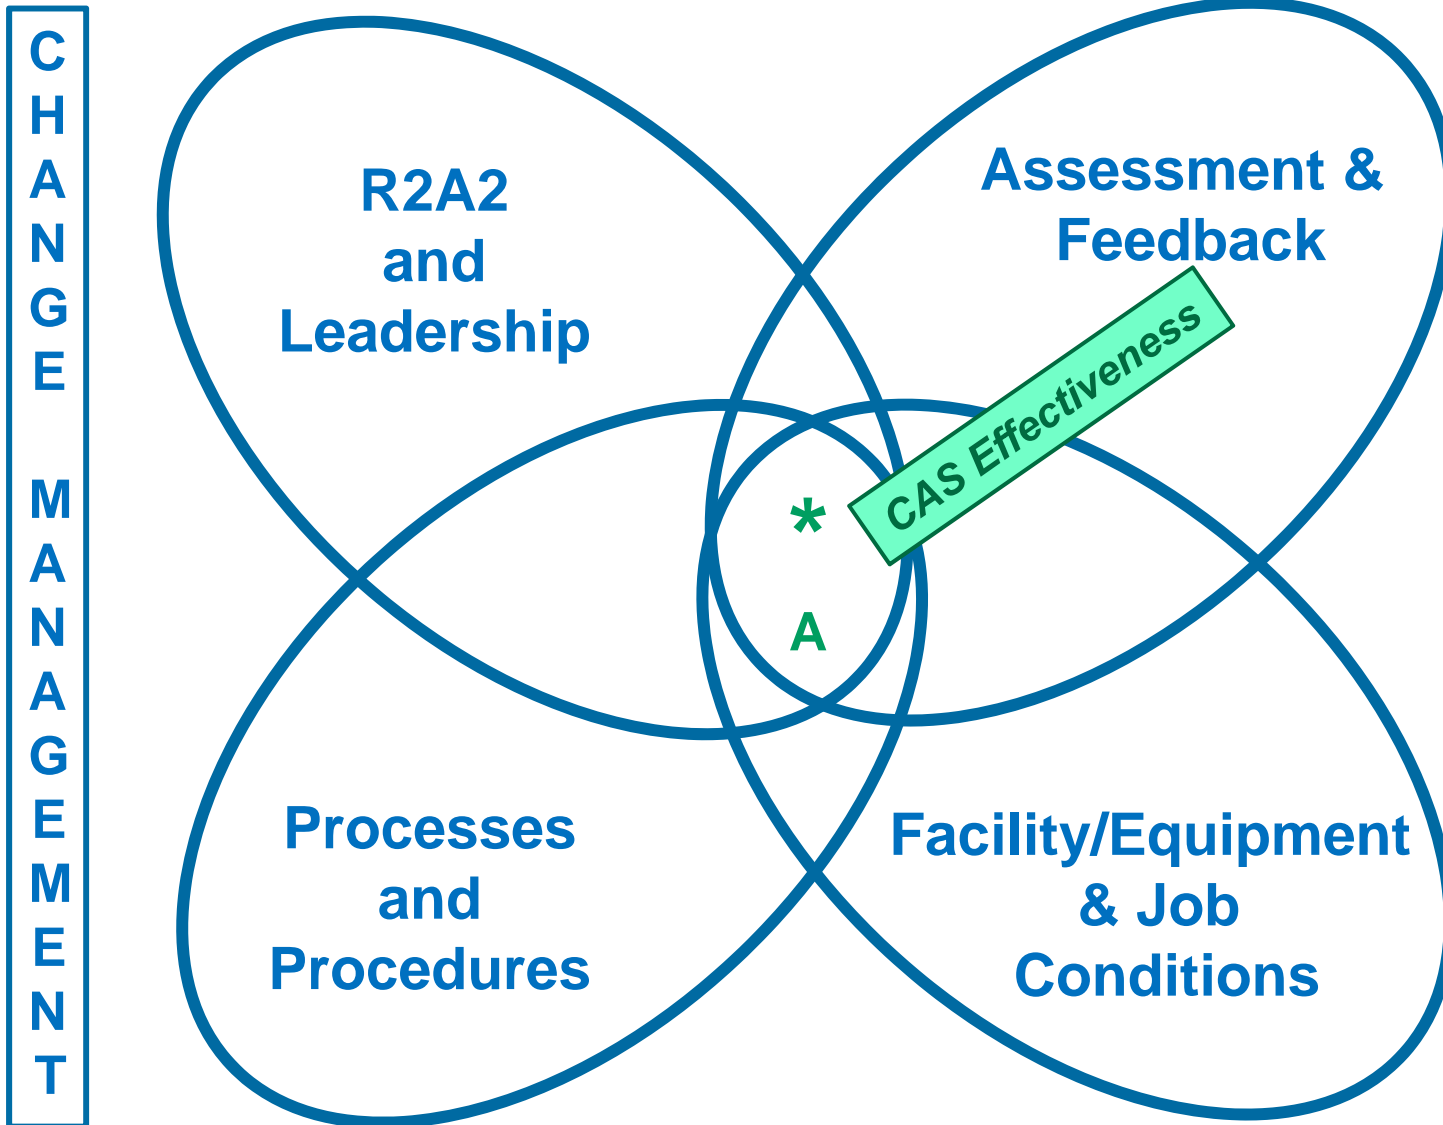 CHANGE MANAGEMENT
R2A2
and
Leadership
Assessment &
Feedback
CAS Effectiveness
*
A
Processes
and
Procedures
Facility/Equipment
& Job
Conditions